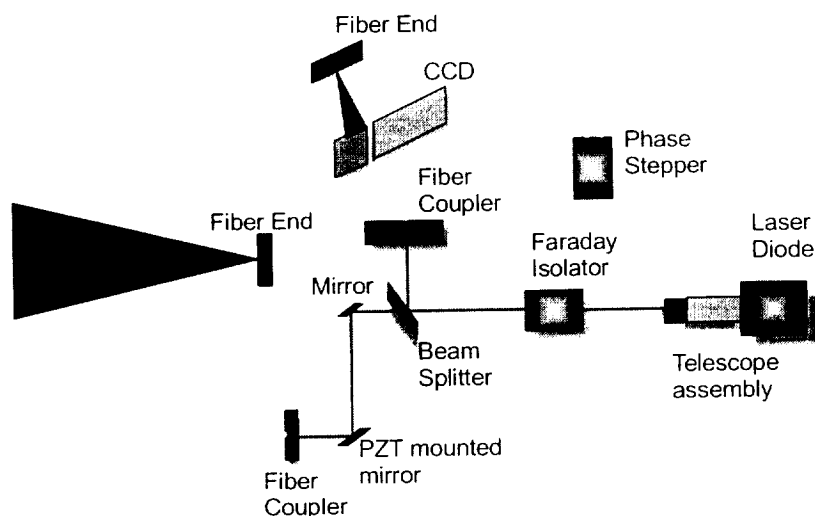 Fiber End
CCD
Phase
Stepper
Fiber
Coupler
Fiber End
Laser
Diode
Faraday
Isolator
Mirror
Beam
Splitter
Telescope
assembly
PZT mounted
mirror
Fiber
Coupler